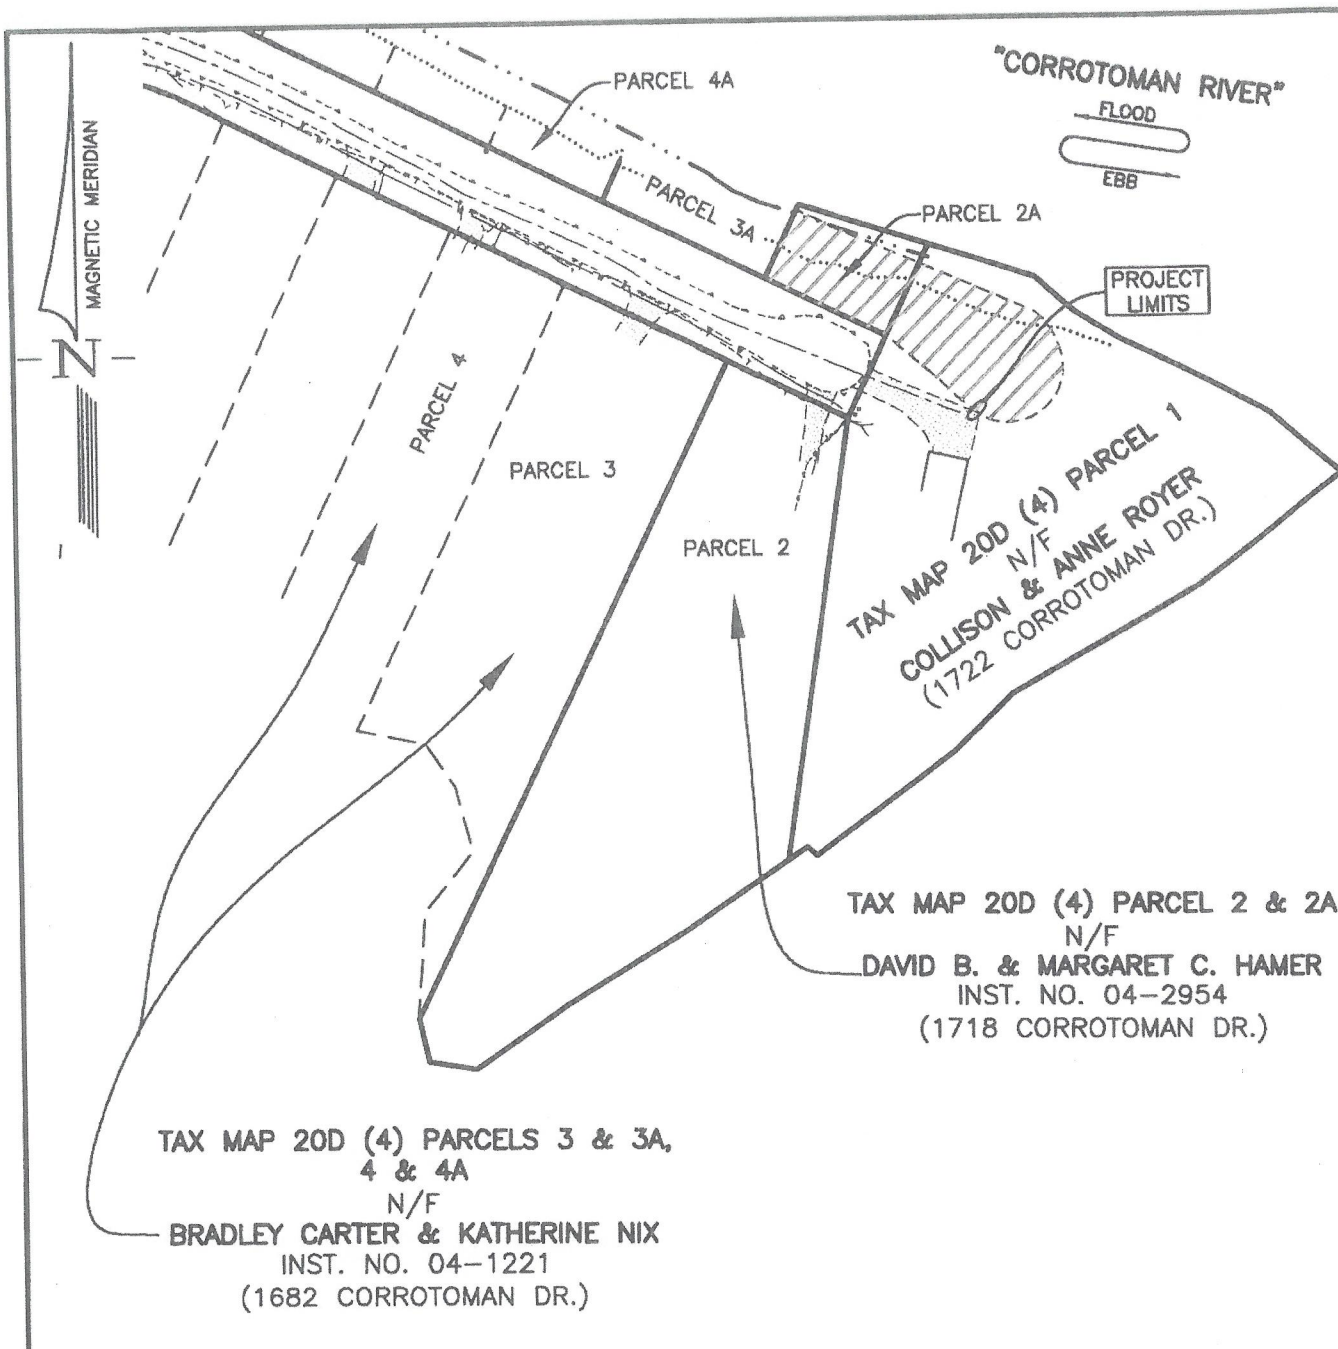 "CORROTOMAN RIVER"
FLOOD
EBB
PARCEL 4A
MAGNETIC MERIDIAN
N
PARCEL 3A
PARCEL 2A
PROJECT
LIMITS
PARCEL 4
PARCEL 3
PARCEL 2
TAX MAP 20D (4) PARCEL 1
N/F
COLLISON & ANNE ROYER
(1722 CORROTOMAN DR.)
TAX MAP 20D (4) PARCEL 2 & 2A
N/F
DAVID B. & MARGARET C. HAMER
INST. NO. 04-2954
(1718 CORROTOMAN DR.)
TAX MAP 20D (4) PARCELS 3 & 3A,
4 & 4A
N/F
BRADLEY CARTER & KATHERINE NIX
INST. NO. 04-1221
(1682 CORROTOMAN DR.)